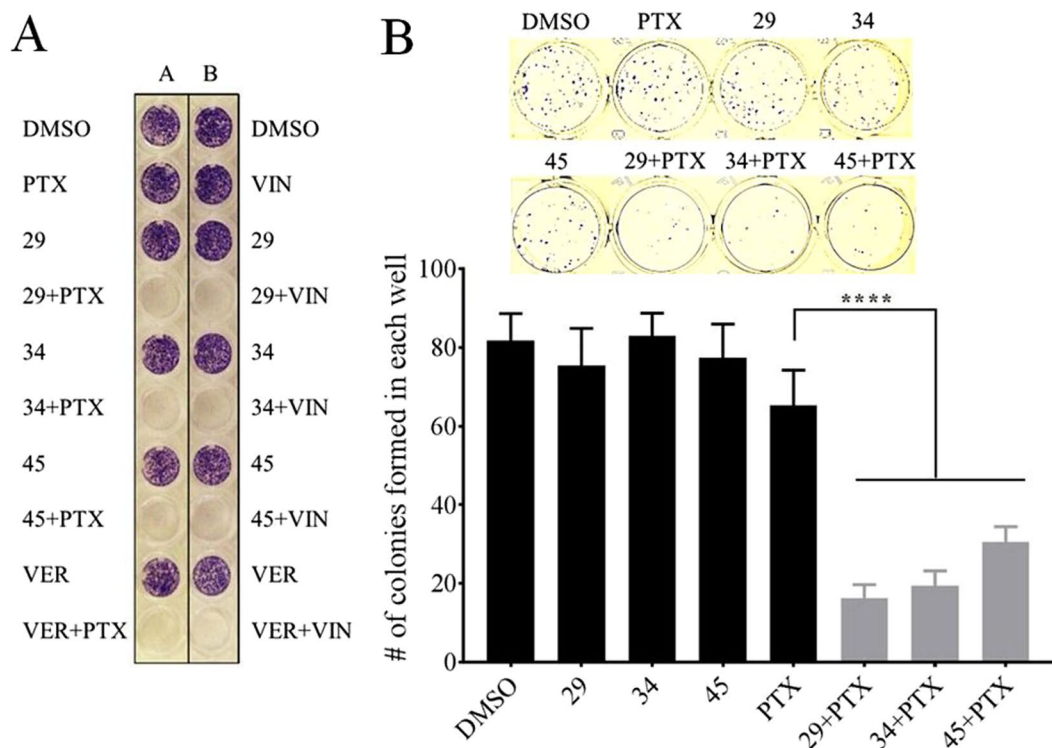 A
A B
DMSO DMSO
PTX VIN
29 29
29+PTX 29+VIN
34 34
34+PTX 34+VIN
45 45
45+PTX 45+VIN
VER VER
VER+PTX VER+VIN
B
DMSO PTX 29 34
45 29+PTX 34+PTX 45+PTX
# of colonies formed in each well
100
80
60
40
20
0
****
DMSO 29 34 45 PTX 29+PTX 34+PTX 45+PTX